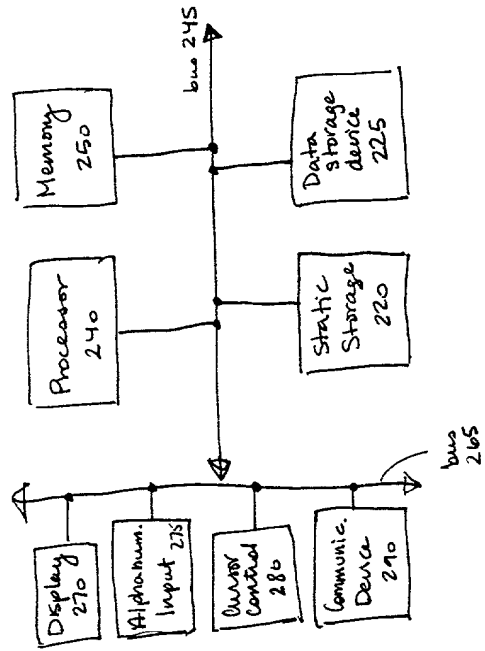 Memory
250
bus 245
Processor
240
Data
storage
device
225
Static
Storage
220
Display
270
Alphanum.
Input 275
Cursor
Control
280
Communic.
Device
290
bus
265